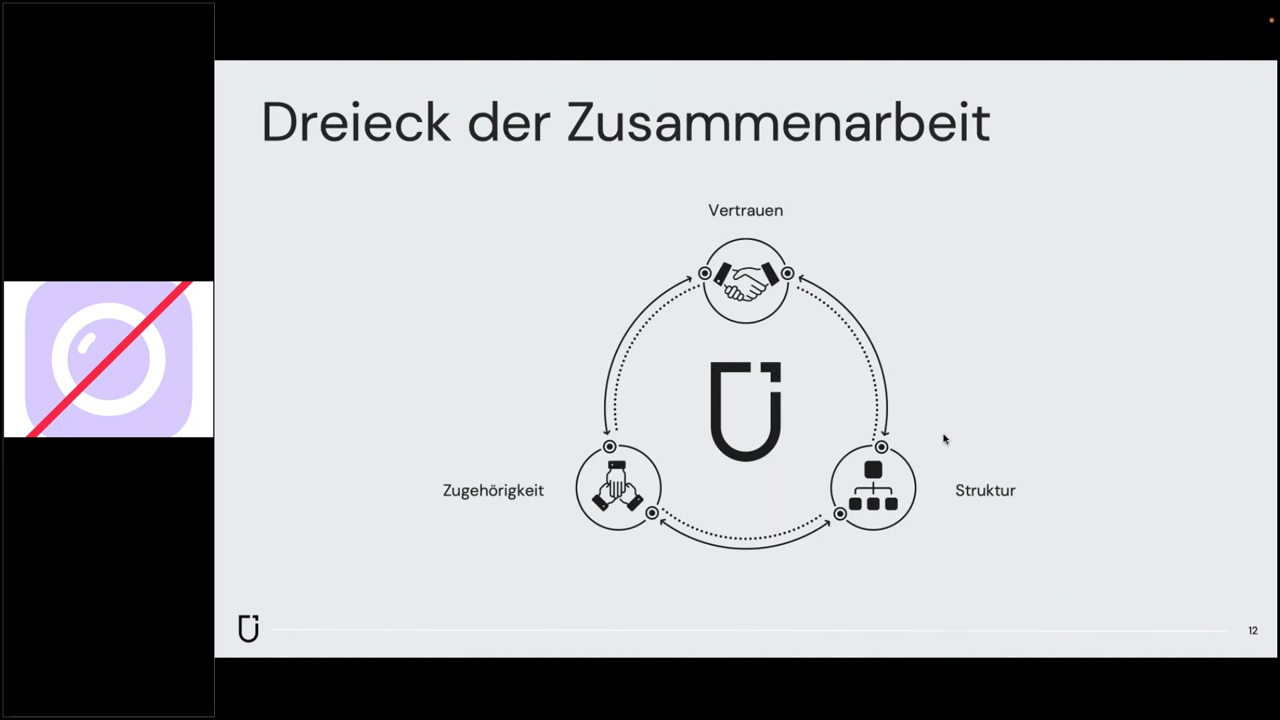 Dreieck der Zusammenarbeit
Vertrauen
Zugehörigkeit
Struktur
12